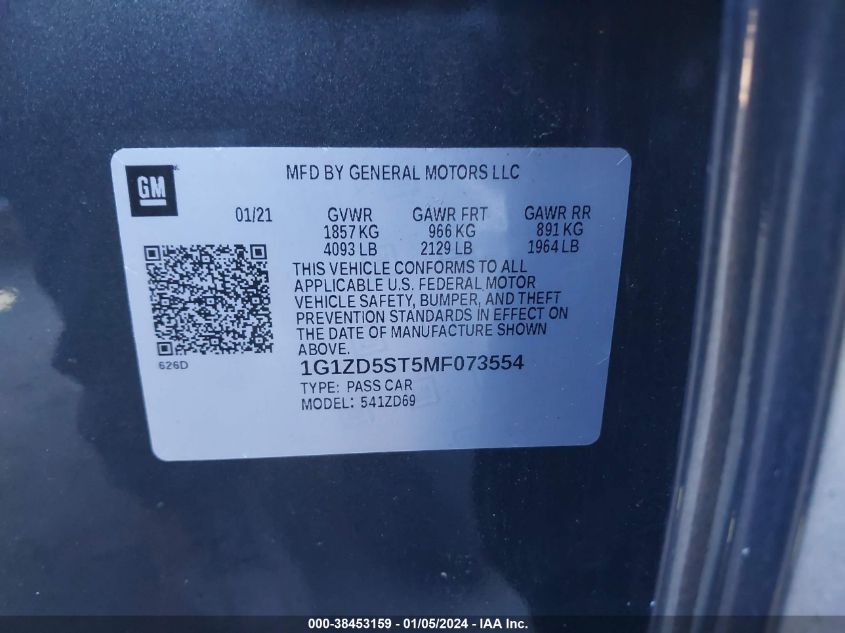 GM
MFD BY GENERAL MOTORS LLC
01/21 GVWR GAWR FRT GAWR RR
1857 KG 966 KG 891 KG
4093 LB 2129 LB 1964 LB
THIS VEHICLE CONFORMS TO ALL
APPLICABLE U.S. FEDERAL MOTOR
VEHICLE SAFETY, BUMPER, AND THEFT
PREVENTION STANDARDS IN EFFECT ON
THE DATE OF MANUFACTURE SHOWN
ABOVE.
626D
1G1ZD5ST5MF073554
TYPE: PASS CAR
MODEL: 541ZD69
000-38453159 - 01/05/2024 - IAA Inc.